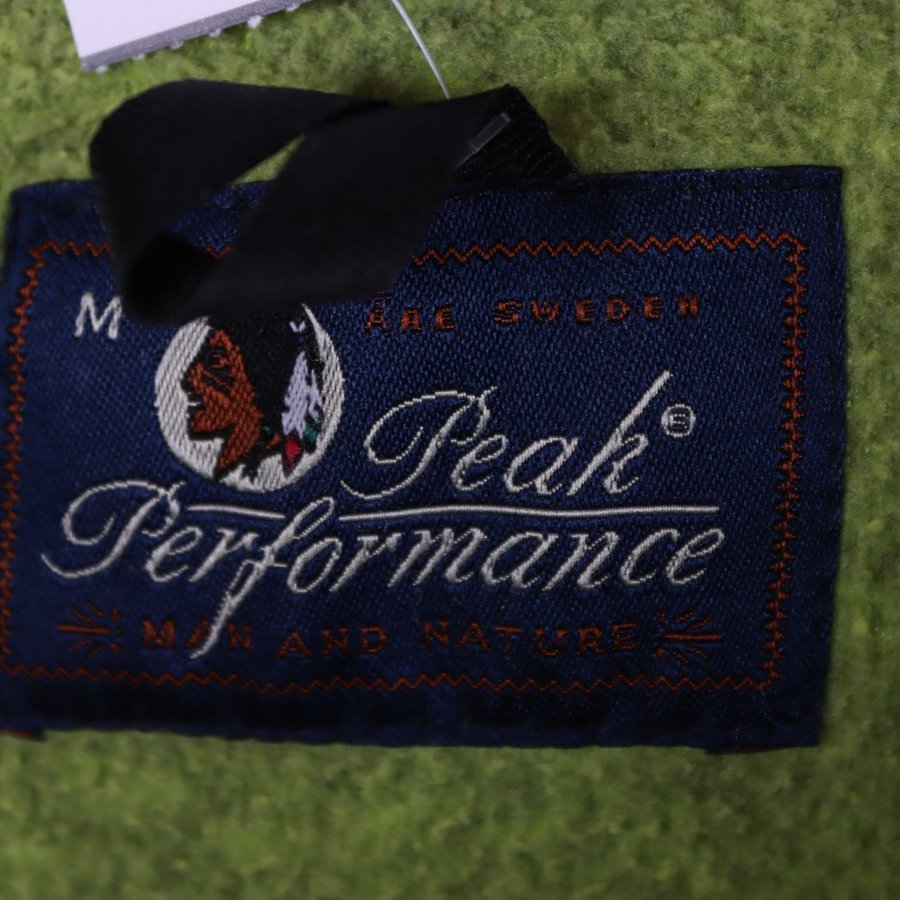 M ÅRE SWEDEN
Peak®
Performance
MAN AND NATURE